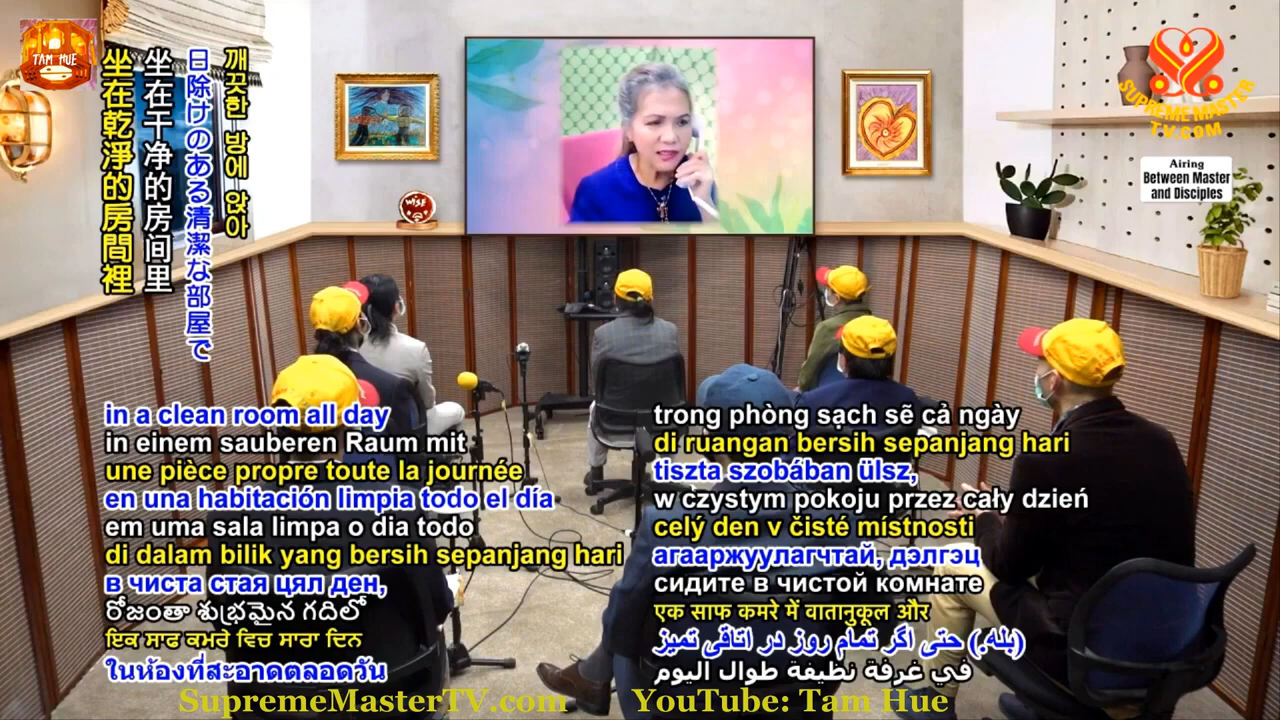 TAM HUE
깨끗한 방에 앉아
日除けのある清潔な部屋で
坐在干净的房间里
坐在乾淨的房間裡
WISE
SUPREME MASTER
TV.COM
Airing
Between Master
and Disciples
in a clean room all day
in einem sauberen Raum mit
une pièce propre toute la journée
en una habitación limpia todo el día
em uma sala limpa o dia todo
di dalam bilik yang bersih sepanjang hari
в чиста стая цял ден,
రోజంతా శుభ్రమైన గదిలో
ਇਕ ਸਾਫ ਕਮਰੇ ਵਿਚ ਸਾਰਾ ਦਿਨ
ในห้องที่สะอาดตลอดวัน
trong phòng sạch sẽ cả ngày
di ruangan bersih sepanjang hari
tiszta szobában ülsz,
w czystym pokoju przez cały dzień
celý den v čisté místnosti
агааржуулагчтай, дэлгэц
сидите в чистой комнате
एक साफ कमरे में वातानुकूल और
(بله.) حتی اگر تمام روز در اتاقی تمیز
في غرفة نظيفة طوال اليوم
SupremeMasterTV.com
YouTube: Tam Hue